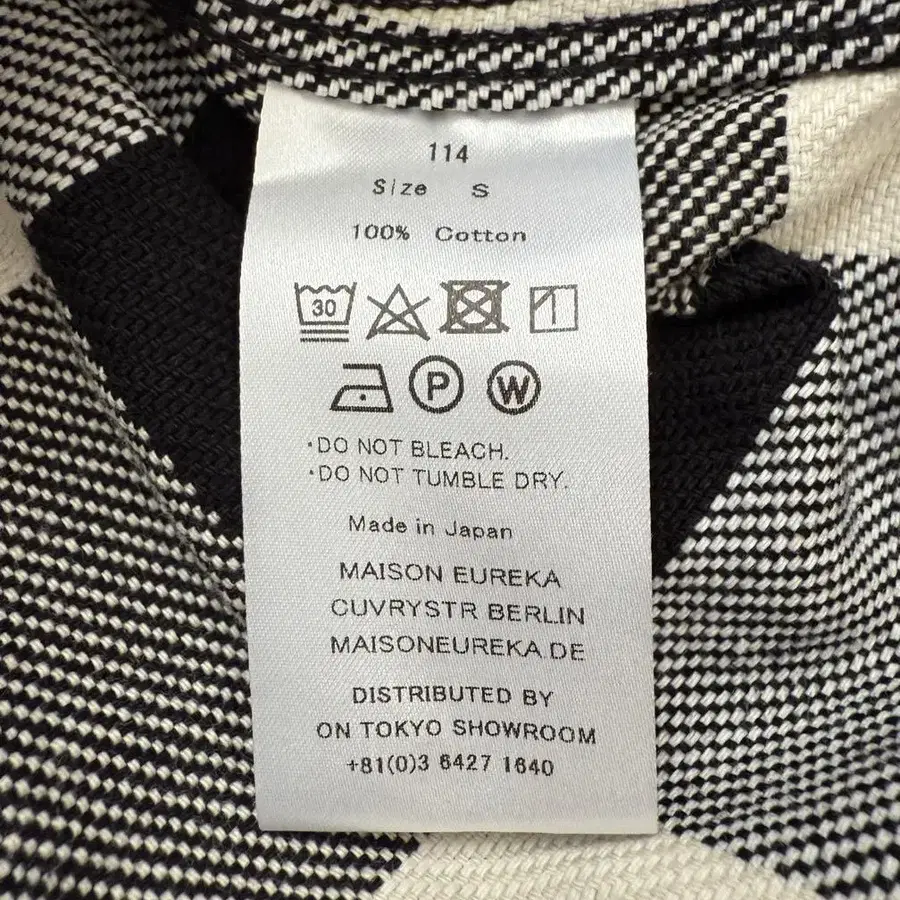 114
Size S
100% Cotton
30
P W
·DO NOT BLEACH.
·DO NOT TUMBLE DRY.
Made in Japan
MAISON EUREKA
CUVRYSTR BERLIN
MAISONEUREKA.DE
DISTRIBUTED BY
ON TOKYO SHOWROOM
+81(0)3 6427 1640